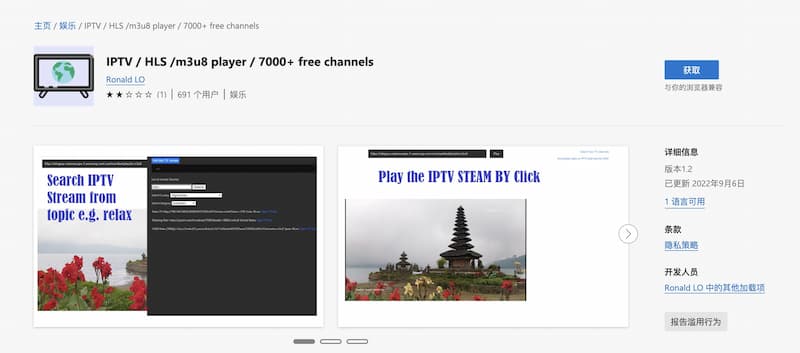 主页 / 娱乐 / IPTV / HLS /m3u8 player / 7000+ free channels
IPTV / HLS /m3u8 player / 7000+ free channels
Ronald LO
(1) | 691 个用户 | 娱乐
获取
与你的浏览器兼容
Search IPTV
Stream from
topic e.g. relax
Play
Play the IPTV STEAM BY Click
详细信息
版本1.2
已更新 2022年9月6日
1 语言可用
条款
隐私策略
开发人员
Ronald LO 中的其他加载项
报告滥用行为